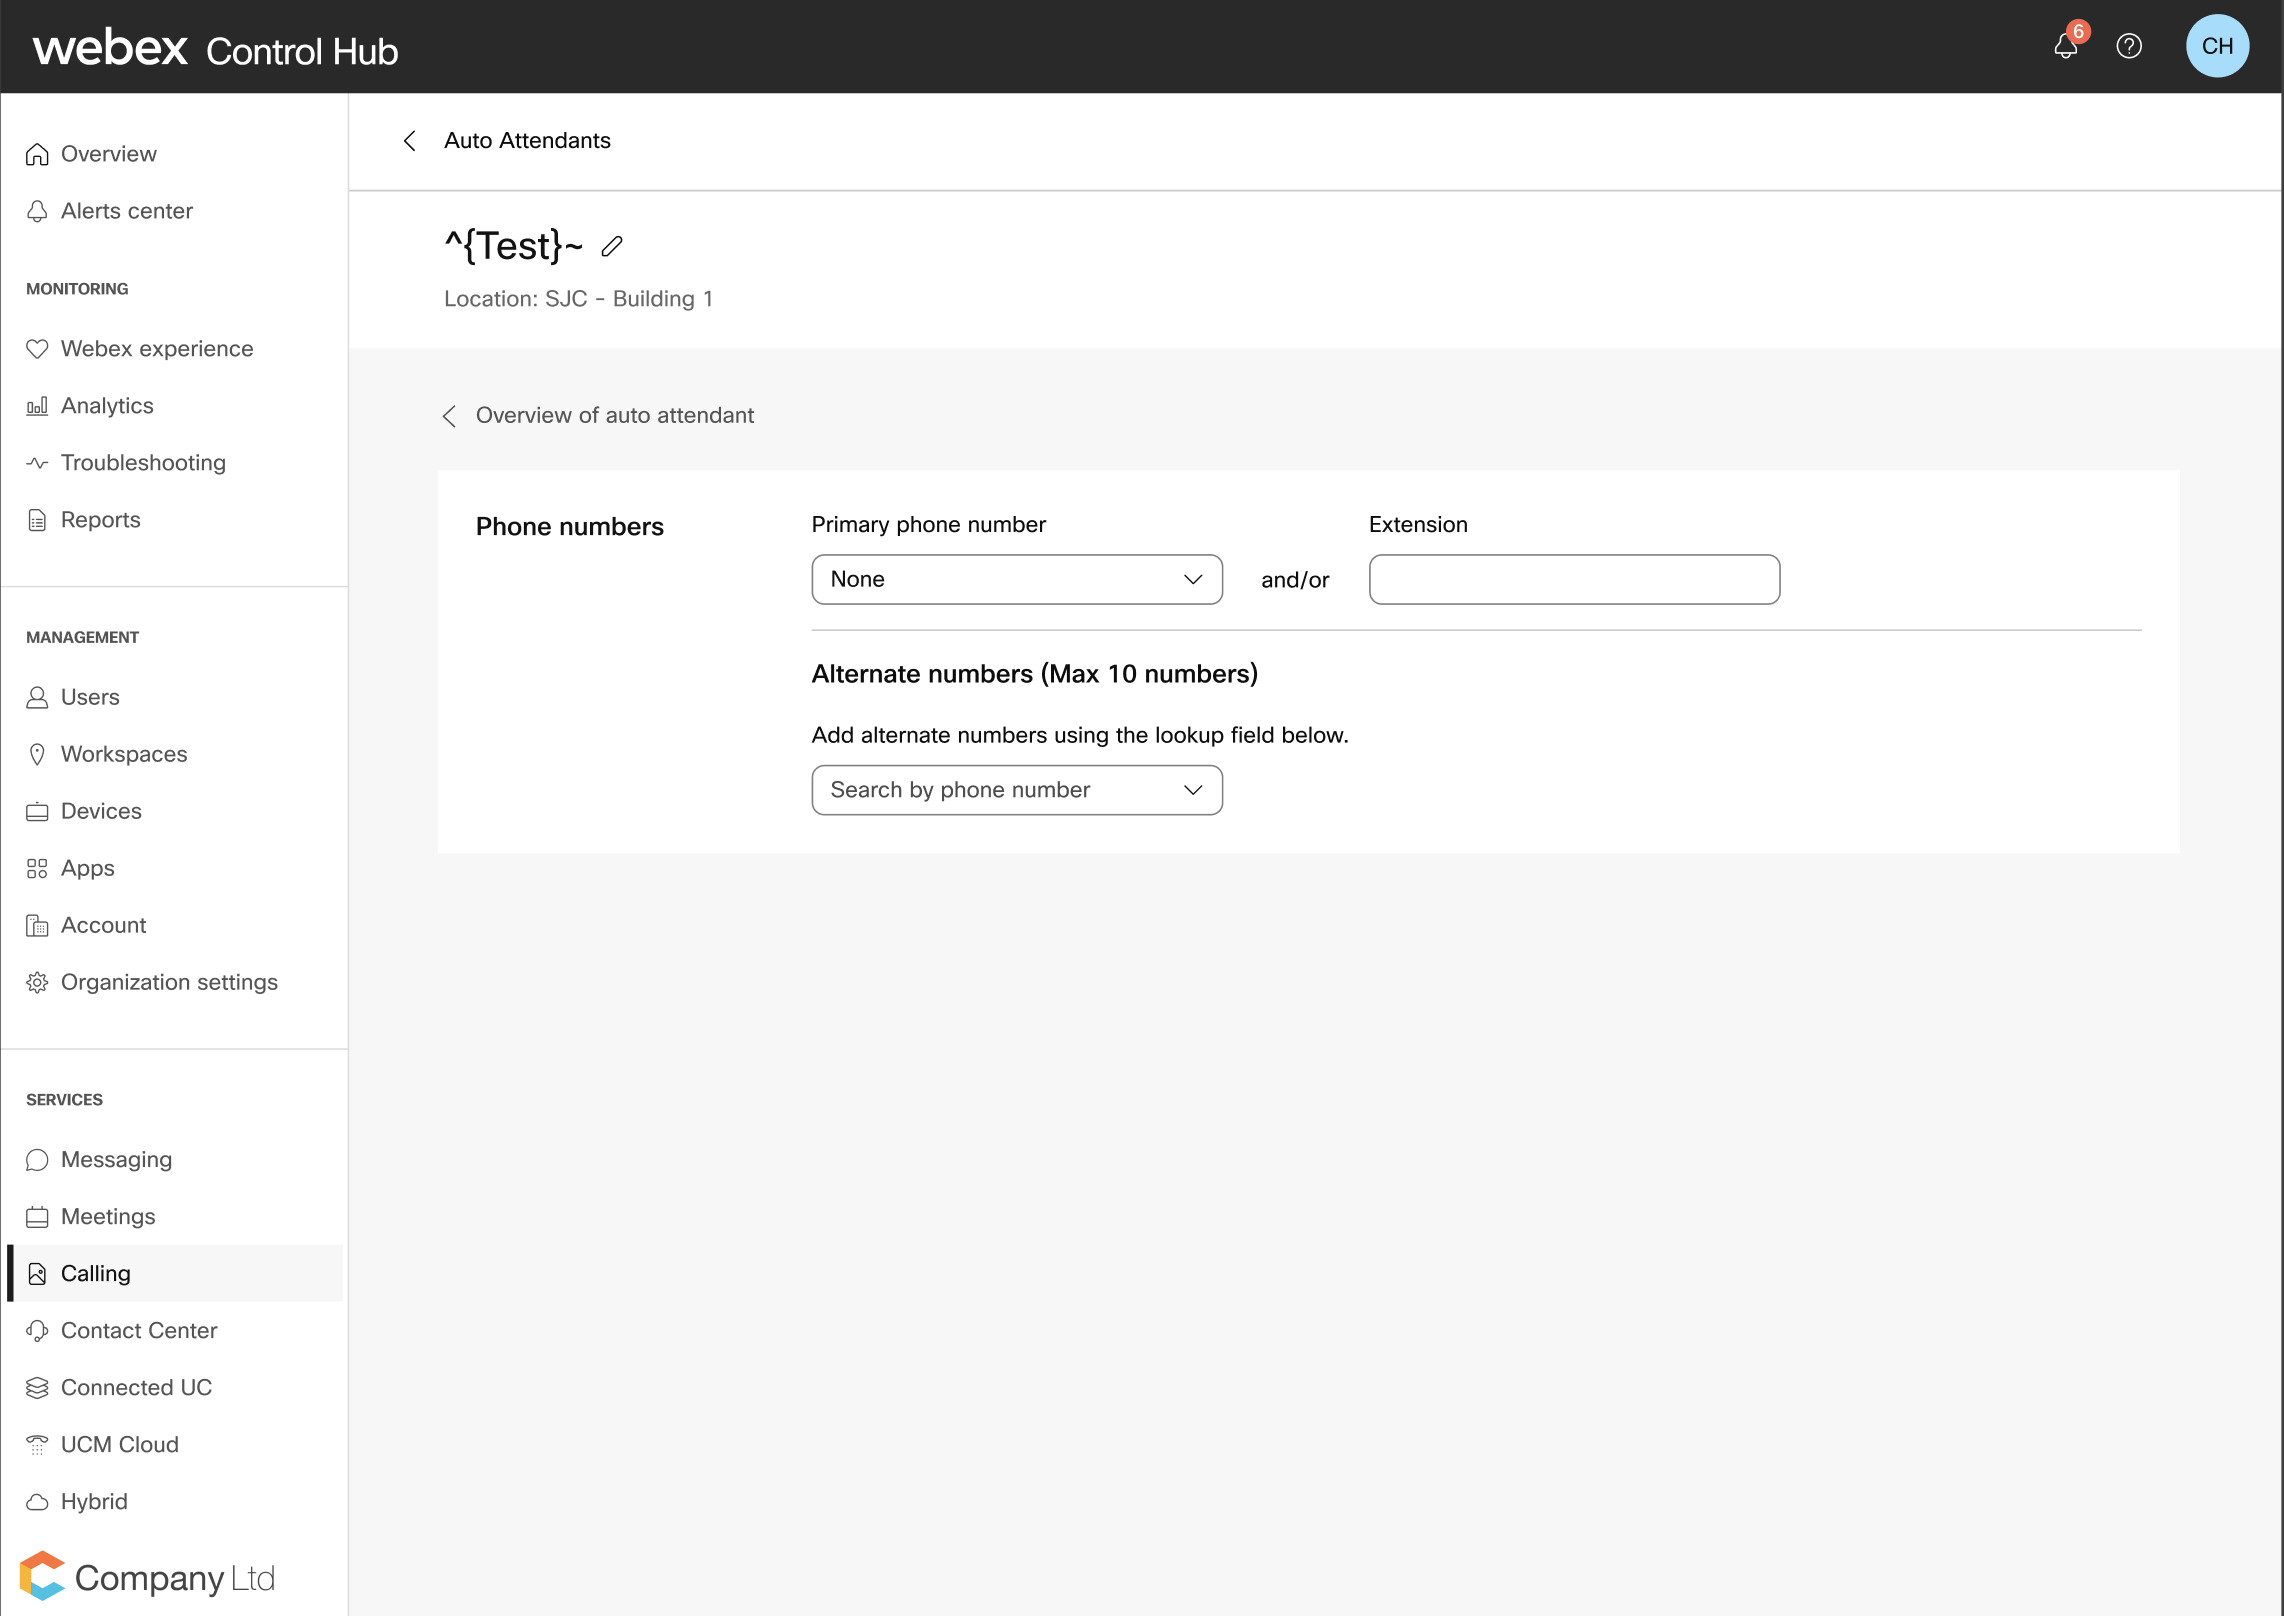 webex Control Hub
6
CH
Overview
Alerts center
MONITORING
Webex experience
Analytics
Troubleshooting
Reports
MANAGEMENT
Users
Workspaces
Devices
Apps
Account
Organization settings
SERVICES
Messaging
Meetings
Calling
Contact Center
Connected UC
UCM Cloud
Hybrid
Company Ltd
Auto Attendants
^{Test}~
Location: SJC - Building 1
Overview of auto attendant
Phone numbers
Primary phone number
None
and/or
Extension
Alternate numbers (Max 10 numbers)
Add alternate numbers using the lookup field below.
Search by phone number